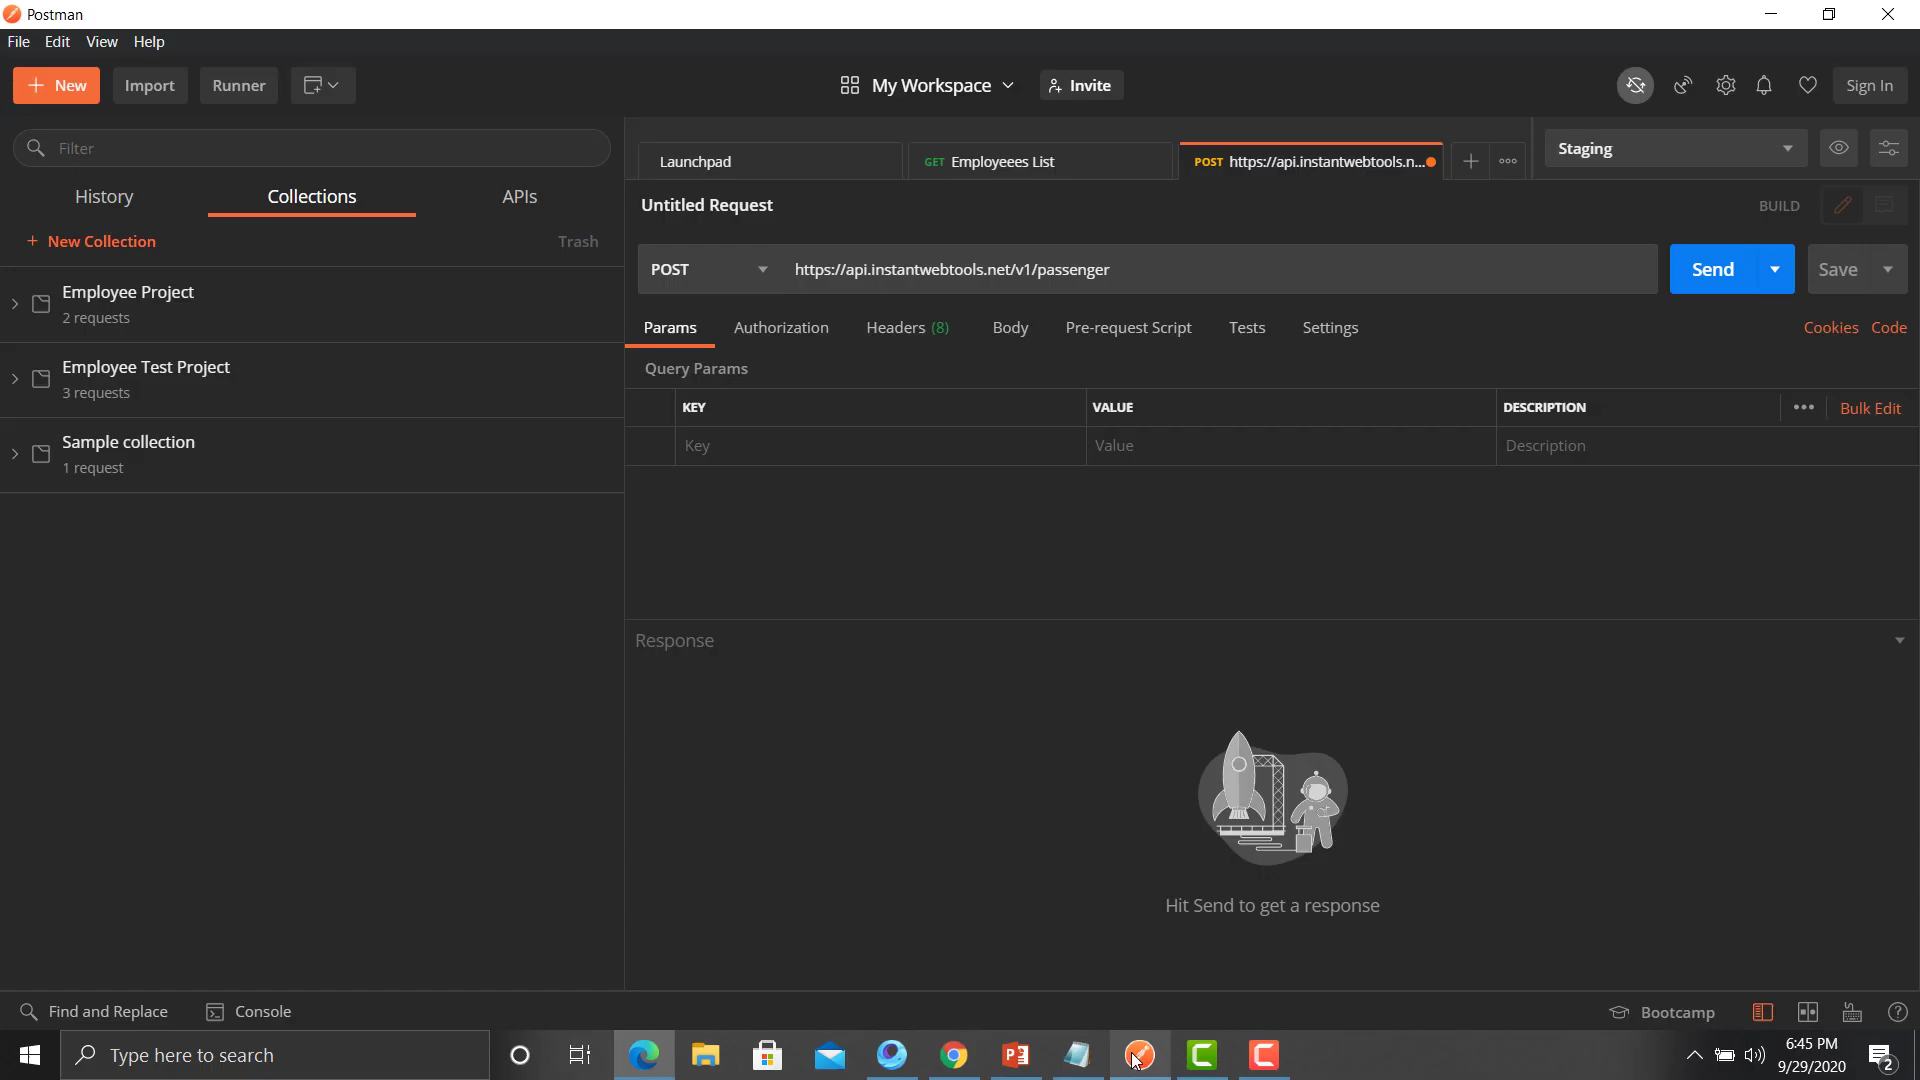 Postman
File Edit View Help
New Import Runner My Workspace Invite Sign In
Filter
History Collections APIs
+ New Collection Trash
Employee Project
2 requests
Employee Test Project
3 requests
Sample collection
1 request
Launchpad GET Employeees List POST https://api.instantwebtools.n... Staging
Untitled Request BUILD
POST https://api.instantwebtools.net/v1/passenger Send Save
Params Authorization Headers (8) Body Pre-request Script Tests Settings Cookies Code
Query Params
KEY VALUE DESCRIPTION Bulk Edit
Key Value Description
Response
Hit Send to get a response
Find and Replace Console Bootcamp
Type here to search
6:45 PM
9/29/2020
2